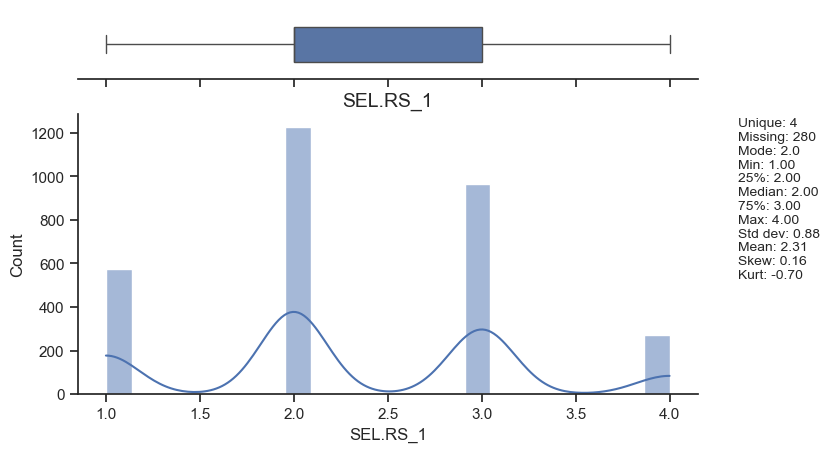 SEL.RS_1
1200
1000
800
600
400
200
0
Count
1.0 1.5 2.0 2.5 3.0 3.5 4.0
SEL.RS_1
Unique: 4
Missing: 280
Mode: 2.0
Min: 1.00
25%: 2.00
Median: 2.00
75%: 3.00
Max: 4.00
Std dev: 0.88
Mean: 2.31
Skew: 0.16
Kurt: -0.70